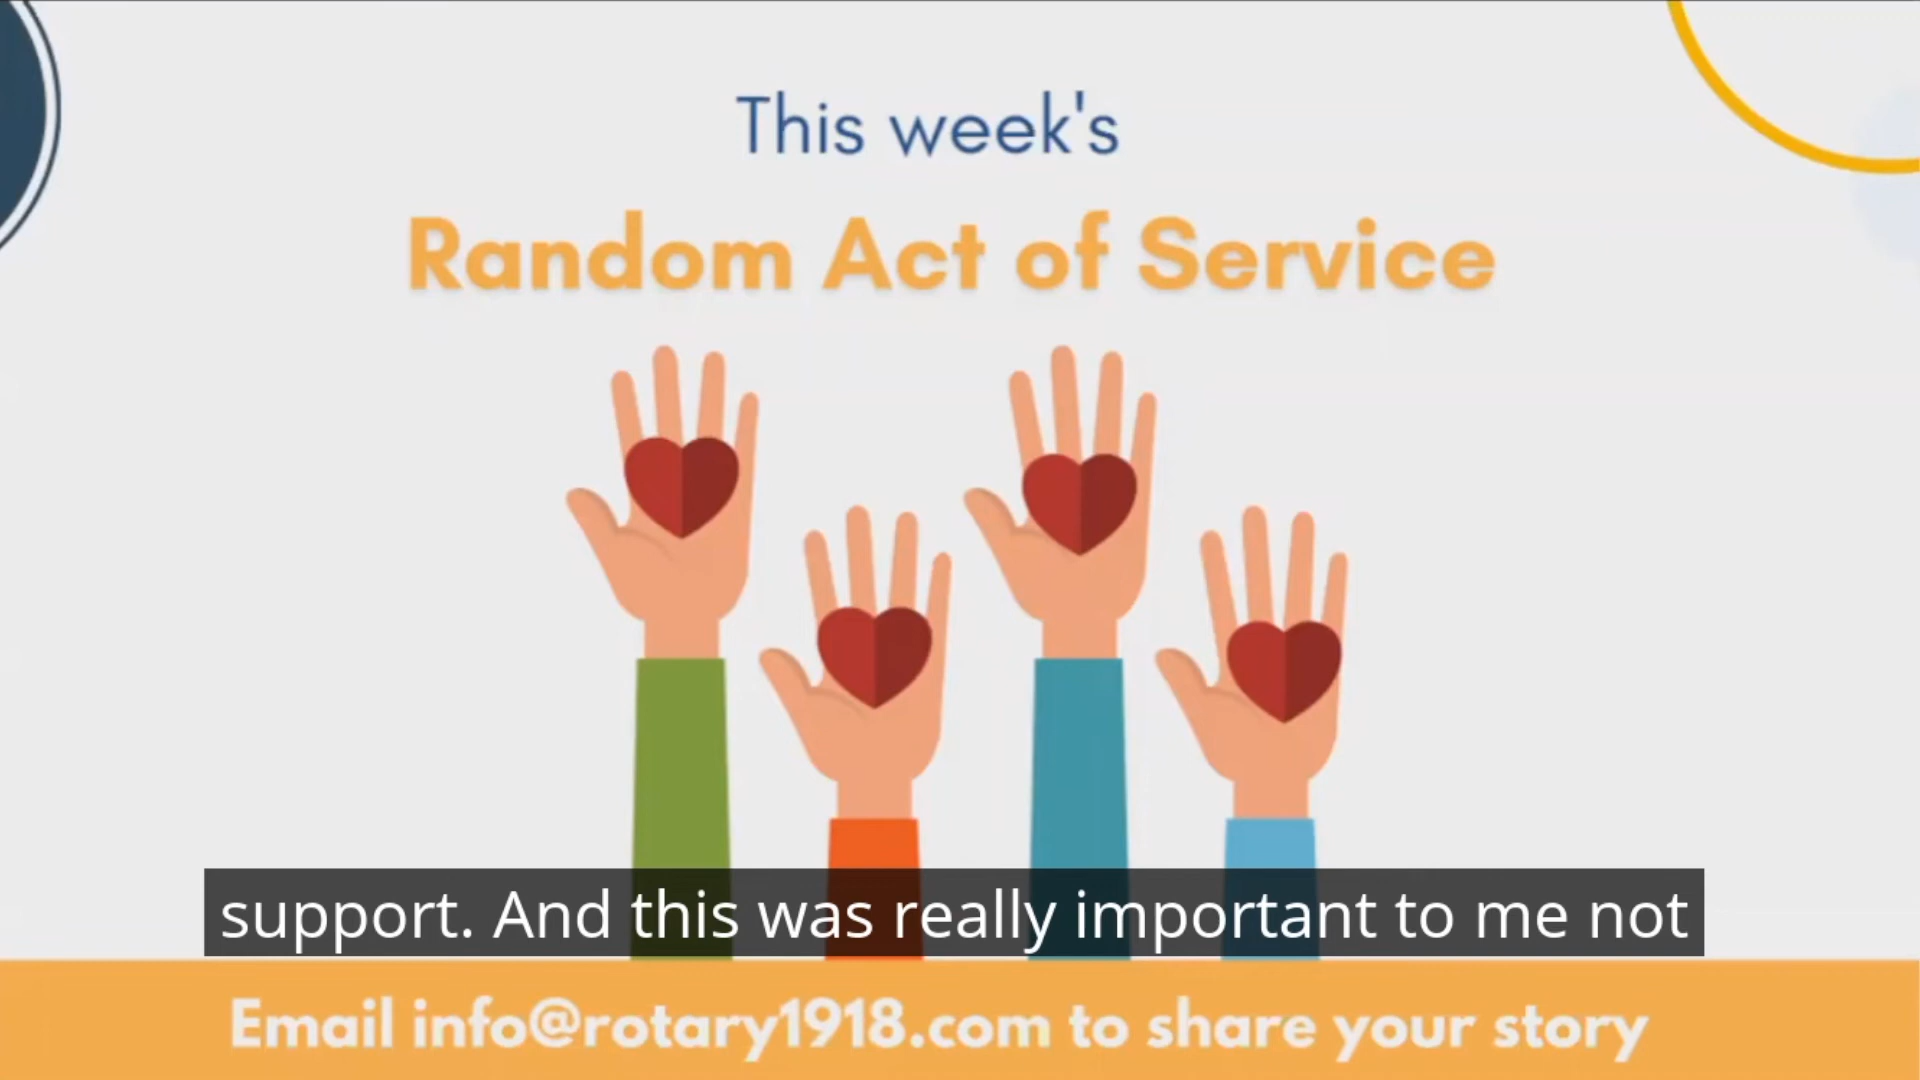 This week's
Random Act of Service
support. And this was really important to me not
Email info@rotary1918.com to share your story